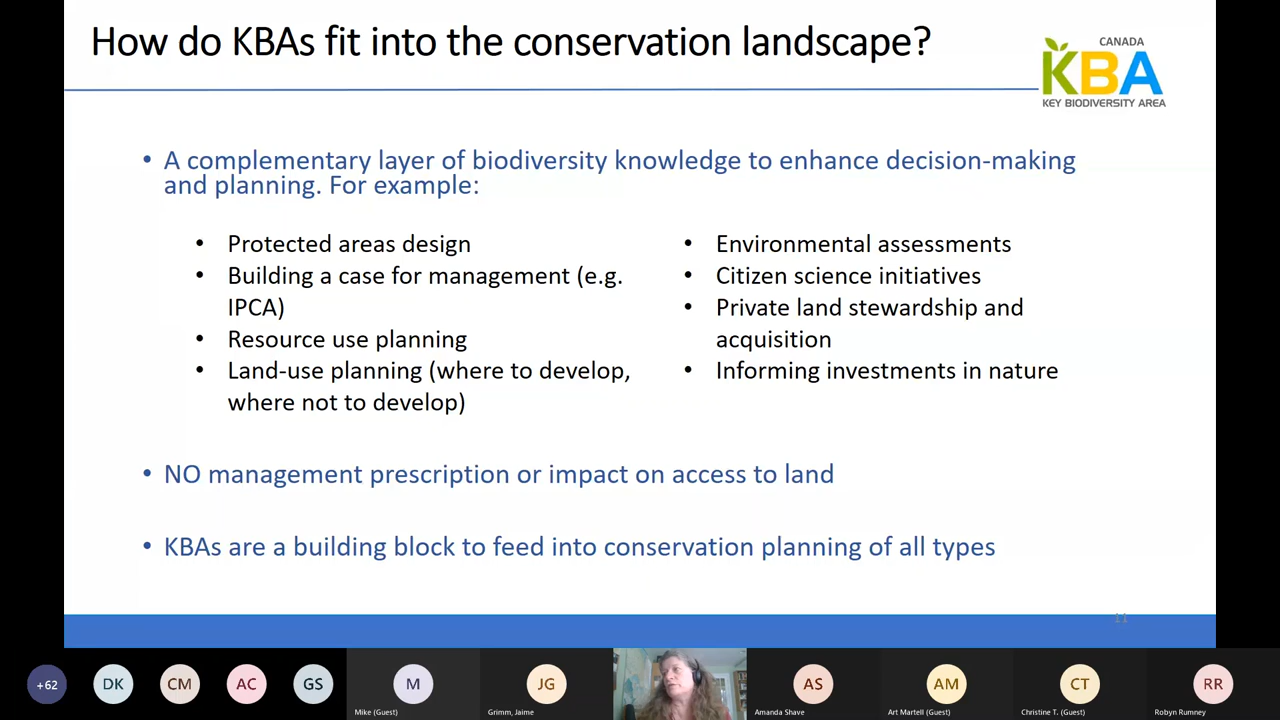 How do KBAs fit into the conservation landscape?
CANADA
KBA
KEY BIODIVERSITY AREA
• A complementary layer of biodiversity knowledge to enhance decision-making
and planning. For example:
• Protected areas design
• Building a case for management (e.g.
IPCA)
• Resource use planning
• Land-use planning (where to develop,
where not to develop)
• Environmental assessments
• Citizen science initiatives
• Private land stewardship and
acquisition
• Informing investments in nature
• NO management prescription or impact on access to land
• KBAs are a building block to feed into conservation planning of all types
11
+62
DK
CM
AC
GS
M
Mike (Guest)
JG
Grimm, Jaime
AS
Amanda Shave
AM
Art Martell (Guest)
CT
Christine T. (Guest)
RR
Robyn Rumney